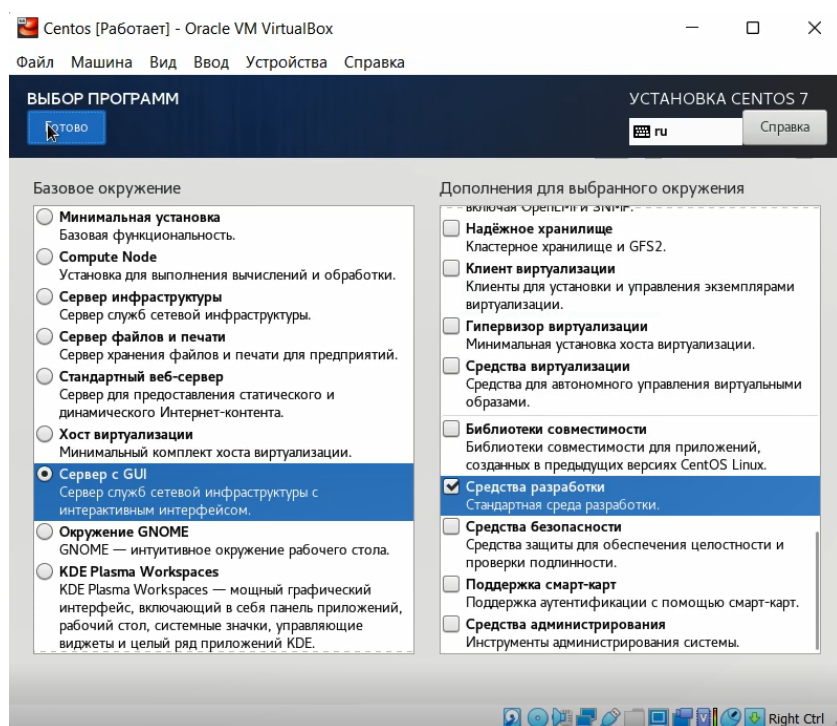 Centos [Работает] - Oracle VM VirtualBox
Файл Машина Вид Ввод Устройства Справка
ВЫБОР ПРОГРАММ
УСТАНОВКА CENTOS 7
Готово
ru
Справка
Базовое окружение
Минимальная установка
Базовая функциональность.
Compute Node
Установка для выполнения вычислений и обработки.
Сервер инфраструктуры
Сервер служб сетевой инфраструктуры.
Сервер файлов и печати
Сервер хранения файлов и печати для предприятий.
Стандартный веб-сервер
Сервер для предоставления статического и
динамического Интернет-контента.
Хост виртуализации
Минимальный комплект хоста виртуализации.
Сервер с GUI
Сервер служб сетевой инфраструктуры с
интерактивным интерфейсом.
Окружение GNOME
GNOME — интуитивное окружение рабочего стола.
KDE Plasma Workspaces
KDE Plasma Workspaces — мощный графический
интерфейс, включающий в себя панель приложений,
рабочий стол, системные значки, управляющие
виджеты и целый ряд приложений KDE.
Дополнения для выбранного окружения
включая OpenLMI и SNMP.
Надёжное хранилище
Кластерное хранилище и GFS2.
Клиент виртуализации
Клиенты для установки и управления экземплярами
виртуализации.
Гипервизор виртуализации
Минимальная установка хоста виртуализации.
Средства виртуализации
Средства для автономного управления виртуальными
образами.
Библиотеки совместимости
Библиотеки совместимости для приложений,
созданных в предыдущих версиях CentOS Linux.
Средства разработки
Стандартная среда разработки.
Средства безопасности
Средства защиты для обеспечения целостности и
проверки подлинности.
Поддержка смарт-карт
Поддержка аутентификации с помощью смарт-карт.
Средства администрирования
Инструменты администрирования системы.
Right Ctrl